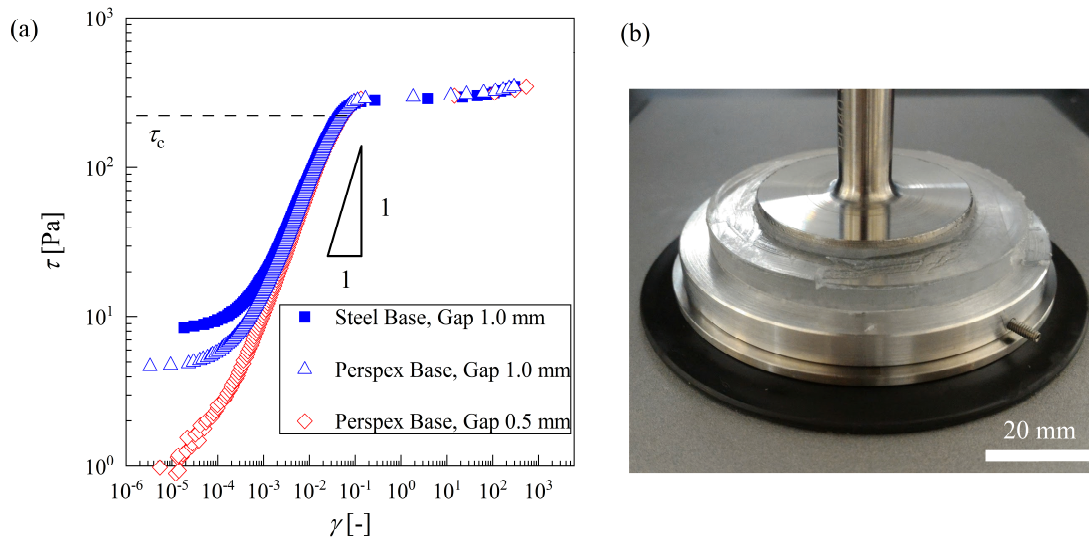 (a)
(b)
10³
10²
10¹
10⁰
τ [Pa]
τc
1
1
Steel Base, Gap 1.0 mm
Perspex Base, Gap 1.0 mm
Perspex Base, Gap 0.5 mm
10⁻⁶ 10⁻⁵ 10⁻⁴ 10⁻³ 10⁻² 10⁻¹ 10⁰ 10¹ 10² 10³
γ [-]
20 mm